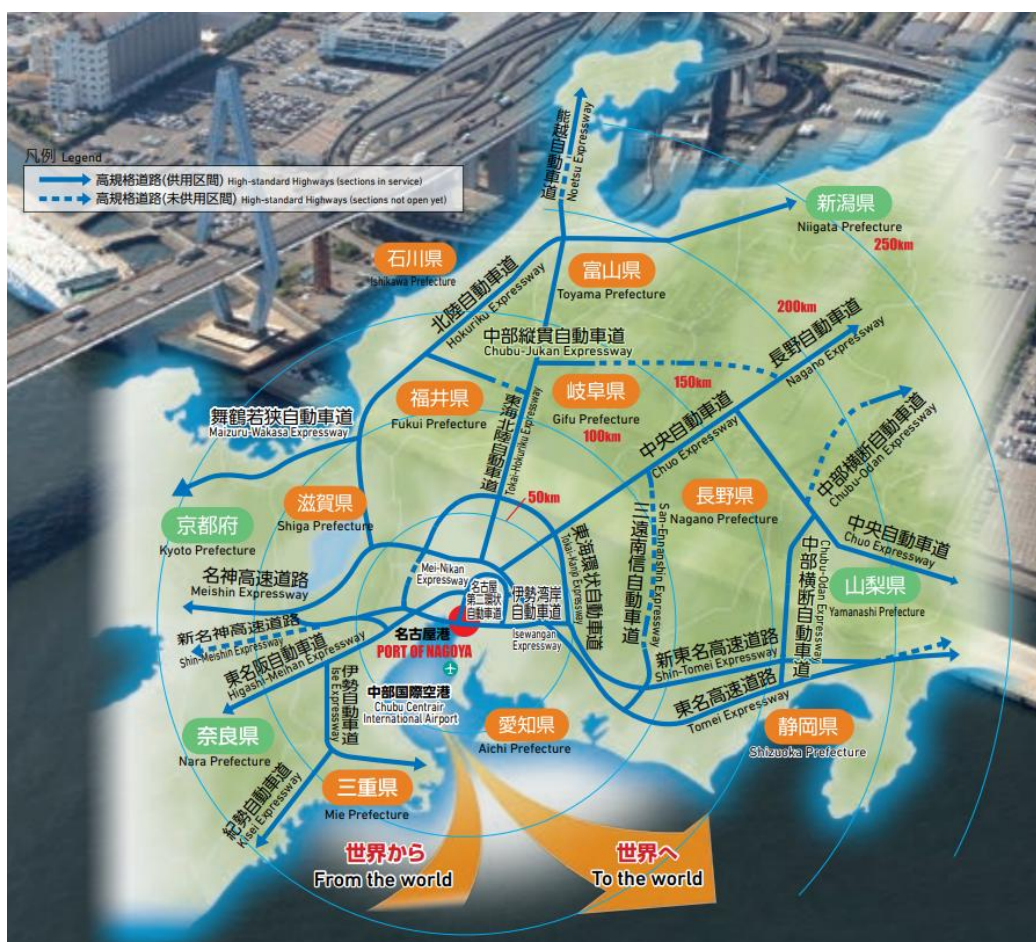 凡例 Legend
高規格道路(供用区間) High-standard Highways (sections in service)
高規格道路(未供用区間) High-standard Highways (sections not open yet)
能越自動車道
Noetsu Expressway
新潟県
Niigata Prefecture
250km
石川県
Ishikawa Prefecture
富山県
Toyama Prefecture
北陸自動車道
Hokuriku Expressway
200km
長野自動車道
Nagano Expressway
中部縦貫自動車道
Chubu-Jukan Expressway
150km
福井県
Fukui Prefecture
岐阜県
Gifu Prefecture
100km
舞鶴若狭自動車道
Maizuru-Wakasa Expressway
東海北陸自動車道
Tokai-Hokuriku Expressway
中央自動車道
Chuo Expressway
中部横断自動車道
Chubu-Odan Expressway
50km
滋賀県
Shiga Prefecture
長野県
Nagano Prefecture
京都府
Kyoto Prefecture
三遠南信自動車道
San-Ennanshin Expressway
東海環状自動車道
Tokai-Kanjo Expressway
中央自動車道
Chuo Expressway
中部横断自動車道
Chubu-Odan Expressway
名神高速道路
Meishin Expressway
Mei-Nikan
Expressway
名古屋
第二環状
自動車道
伊勢湾岸
自動車道
Isewangan
Expressway
山梨県
Yamanashi Prefecture
新名神高速道路
Shin-Meishin Expressway
名古屋港
PORT OF NAGOYA
東名阪自動車道
Higashi-Meihan Expressway
新東名高速道路
Shin-Tomei Expressway
伊勢自動車道
Ise Expressway
中部国際空港
Chubu Centrair
International Airport
東名高速道路
Tomei Expressway
奈良県
Nara Prefecture
愛知県
Aichi Prefecture
静岡県
Shizuoka Prefecture
紀勢自動車道
Kisei Expressway
三重県
Mie Prefecture
世界から
From the world
世界へ
To the world